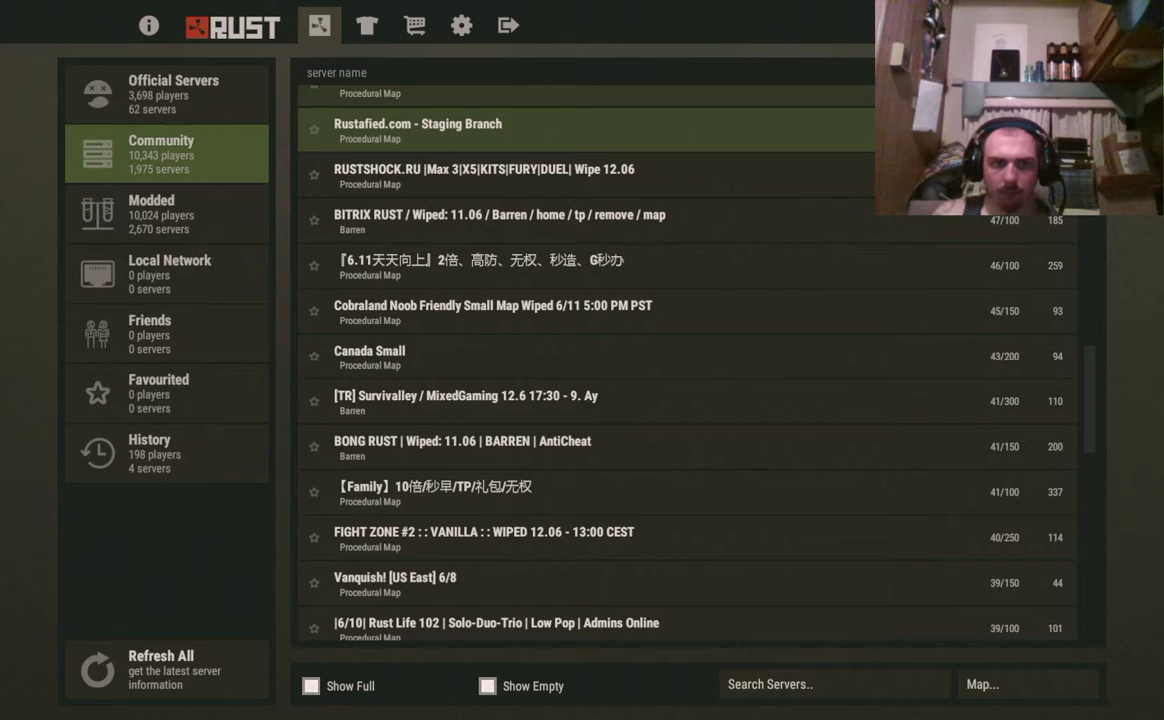 RUST
Official Servers
3,698 players
62 servers
Community
10,343 players
1,975 servers
Modded
10,024 players
2,670 servers
Local Network
0 players
0 servers
Friends
0 players
0 servers
Favourited
0 players
0 servers
History
198 players
4 servers
Refresh All
get the latest server
information
server name
Procedural Map
Rustafied.com - Staging Branch
Procedural Map
RUSTSHOCK.RU |Max 3|X5|KITS|FURY|DUEL| Wipe 12.06
Procedural Map
BITRIX RUST / Wiped: 11.06 / Barren / home / tp / remove / map 47/100 185
Barren
『6.11天天向上』2倍、高防、无权、秒造、G秒办 46/100 259
Procedural Map
Cobraland Noob Friendly Small Map Wiped 6/11 5:00 PM PST 45/150 93
Procedural Map
Canada Small 43/200 94
Procedural Map
[TR] Survivalley / MixedGaming 12.6 17:30 - 9. Ay 41/300 110
Barren
BONG RUST | Wiped: 11.06 | BARREN | AntiCheat 41/150 200
Barren
【Family】10倍/秒早/TP/礼包/无权 41/100 337
Procedural Map
FIGHT ZONE #2 : : VANILLA : : WIPED 12.06 - 13:00 CEST 40/250 114
Procedural Map
Vanquish! [US East] 6/8 39/150 44
Procedural Map
|6/10| Rust Life 102 | Solo-Duo-Trio | Low Pop | Admins Online 39/100 101
Procedural Map
Show Full
Show Empty
Search Servers..
Map...